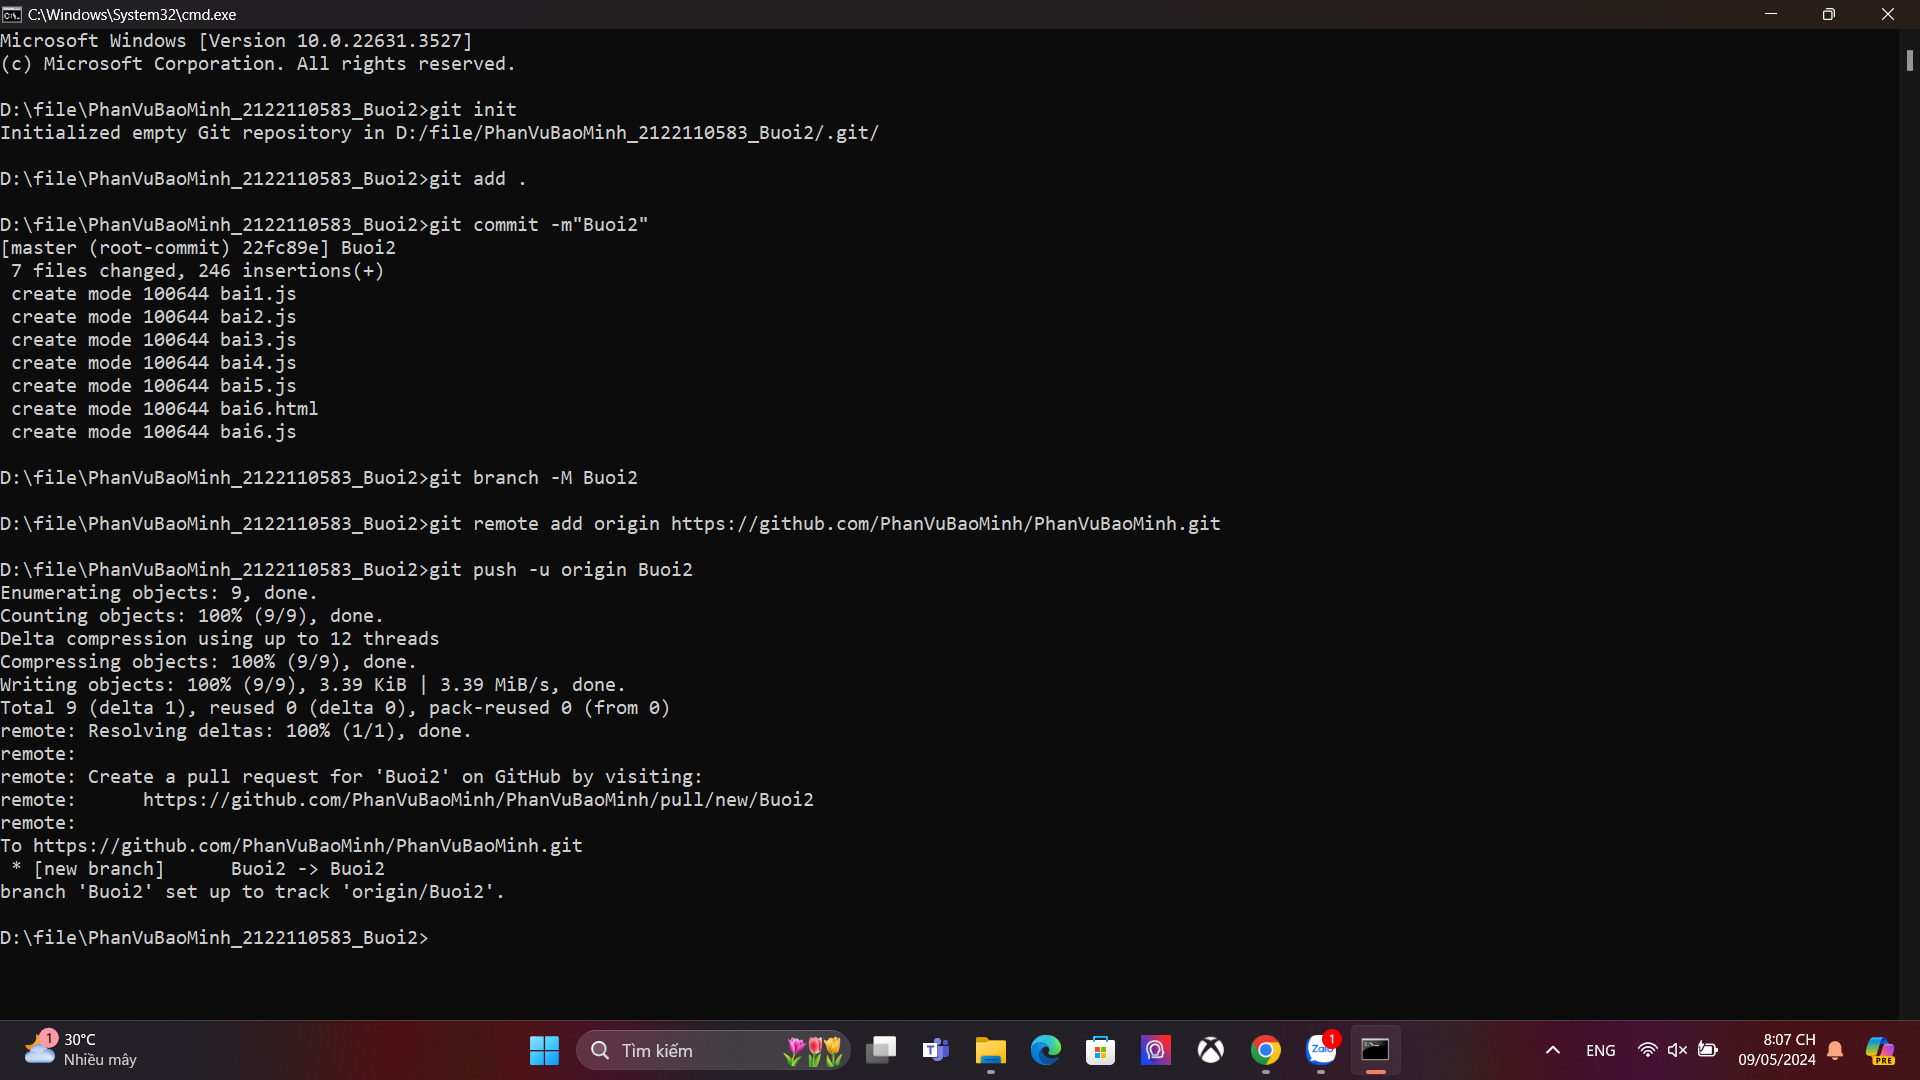 C:\Windows\System32\cmd.exe
Microsoft Windows [Version 10.0.22631.3527]
(c) Microsoft Corporation. All rights reserved.
D:\file\PhanVuBaoMinh_2122110583_Buoi2>git init
Initialized empty Git repository in D:/file/PhanVuBaoMinh_2122110583_Buoi2/.git/
D:\file\PhanVuBaoMinh_2122110583_Buoi2>git add .
D:\file\PhanVuBaoMinh_2122110583_Buoi2>git commit -m"Buoi2"
[master (root-commit) 22fc89e] Buoi2
 7 files changed, 246 insertions(+)
 create mode 100644 bai1.js
 create mode 100644 bai2.js
 create mode 100644 bai3.js
 create mode 100644 bai4.js
 create mode 100644 bai5.js
 create mode 100644 bai6.html
 create mode 100644 bai6.js
D:\file\PhanVuBaoMinh_2122110583_Buoi2>git branch -M Buoi2
D:\file\PhanVuBaoMinh_2122110583_Buoi2>git remote add origin https://github.com/PhanVuBaoMinh/PhanVuBaoMinh.git
D:\file\PhanVuBaoMinh_2122110583_Buoi2>git push -u origin Buoi2
Enumerating objects: 9, done.
Counting objects: 100% (9/9), done.
Delta compression using up to 12 threads
Compressing objects: 100% (9/9), done.
Writing objects: 100% (9/9), 3.39 KiB | 3.39 MiB/s, done.
Total 9 (delta 1), reused 0 (delta 0), pack-reused 0 (from 0)
remote: Resolving deltas: 100% (1/1), done.
remote:
remote: Create a pull request for 'Buoi2' on GitHub by visiting:
remote:      https://github.com/PhanVuBaoMinh/PhanVuBaoMinh/pull/new/Buoi2
remote:
To https://github.com/PhanVuBaoMinh/PhanVuBaoMinh.git
 * [new branch]      Buoi2 -> Buoi2
branch 'Buoi2' set up to track 'origin/Buoi2'.
D:\file\PhanVuBaoMinh_2122110583_Buoi2>
1
30°C
Nhiều mây
Tìm kiếm
Zalo
1
ENG
8:07 CH
09/05/2024
PRE